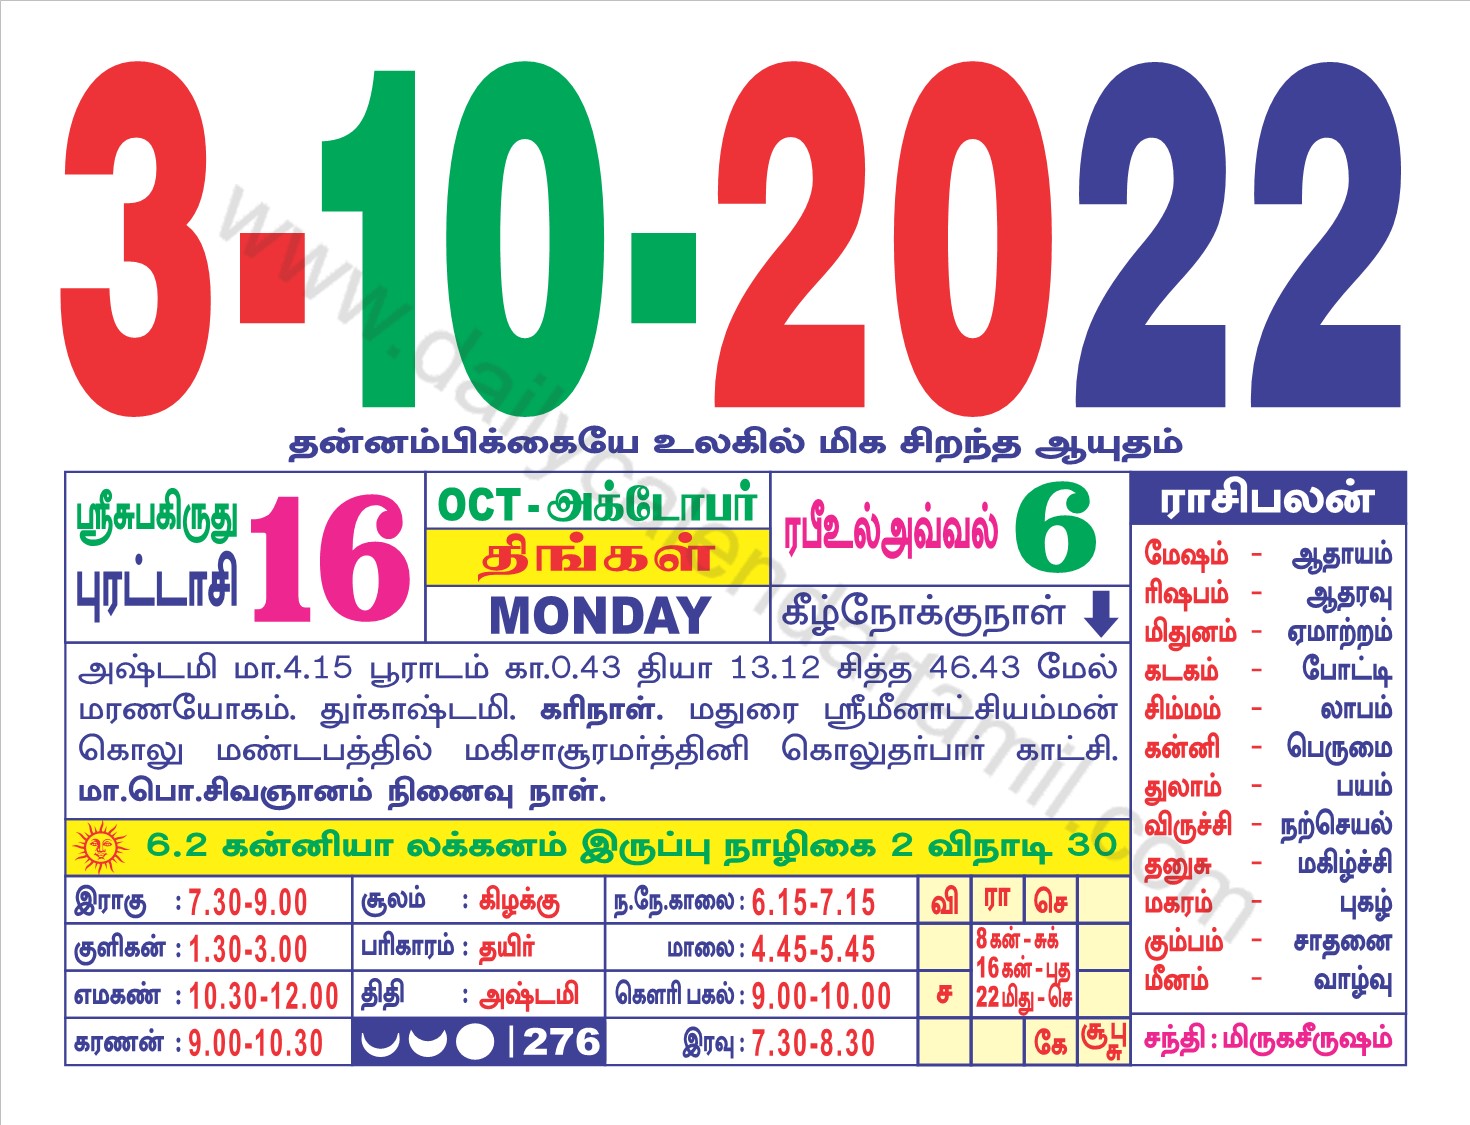 3-10-2022
தன்னம்பிக்கையே உலகில் மிக சிறந்த ஆயுதம்
ஸ்ரீசுபகிருது
புரட்டாசி 16
OCT - அக்டோபர்
திங்கள்
MONDAY
ரபீஉல்அவ்வல் 6
கீழ்நோக்குநாள்
அஷ்டமி மா.4.15 பூராடம் கா.0.43 தியா 13.12 சித்த 46.43 மேல்
மரணயோகம். துர்காஷ்டமி. கரிநாள். மதுரை ஸ்ரீமீனாட்சியம்மன்
கொலு மண்டபத்தில் மகிசாசூரமர்த்தினி கொலுதர்பார் காட்சி.
மா.பொ.சிவஞானம் நினைவு நாள்.
6.2 கன்னியா லக்கனம் இருப்பு நாழிகை 2 விநாடி 30
இராகு : 7.30-9.00
குளிகன் : 1.30-3.00
எமகண் : 10.30-12.00
கரணன் : 9.00-10.30
சூலம் : கிழக்கு
பரிகாரம் : தயிர்
திதி : அஷ்டமி
276
ந.நே.காலை : 6.15-7.15
மாலை : 4.45-5.45
கௌரி பகல் : 9.00-10.00
இரவு : 7.30-8.30
வி ரா செ
8 கன் - சுக்
16 கன் - புத
22 மிது - செ
ச
கே சூ பு சு
ராசிபலன்
மேஷம் - ஆதாயம்
ரிஷபம் - ஆதரவு
மிதுனம் - ஏமாற்றம்
கடகம் - போட்டி
சிம்மம் - லாபம்
கன்னி - பெருமை
துலாம் - பயம்
விருச்சி - நற்செயல்
தனுசு - மகிழ்ச்சி
மகரம் - புகழ்
கும்பம் - சாதனை
மீனம் - வாழ்வு
சந்தி : மிருகசீருஷம்
www.dailycalendartamil.com